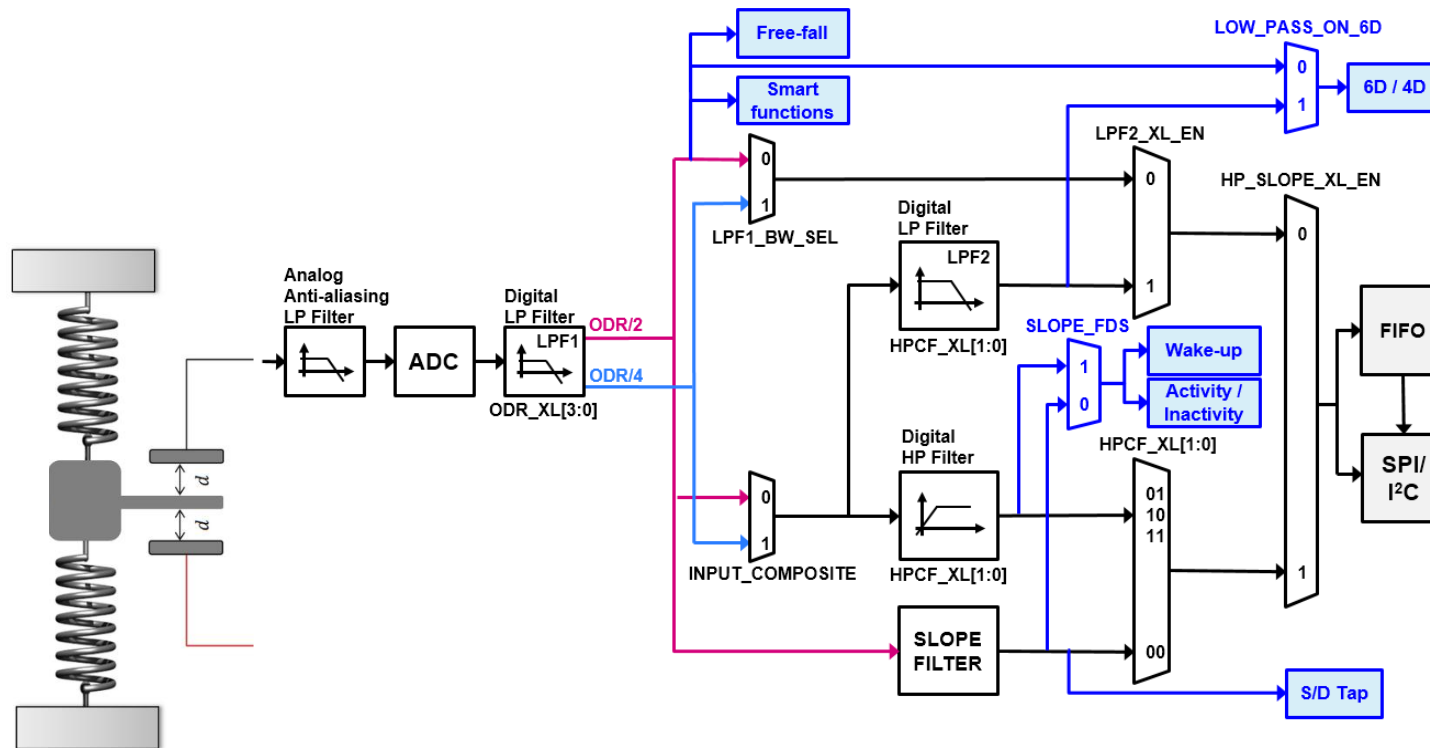 Free-fall
LOW_PASS_ON_6D
0
1
6D / 4D
Smart
functions
LPF2_XL_EN
0
1
LPF1_BW_SEL
0
1
HP_SLOPE_XL_EN
0
1
Digital
LP Filter
LPF2
HPCF_XL[1:0]
Analog
Anti-aliasing
LP Filter
ADC
Digital
LP Filter
LPF1
ODR_XL[3:0]
ODR/2
ODR/4
SLOPE_FDS
1
0
Wake-up
Activity /
Inactivity
FIFO
SPI/
I²C
Digital
HP Filter
HPCF_XL[1:0]
HPCF_XL[1:0]
01
10
11
00
0
1
INPUT_COMPOSITE
d
d
SLOPE
FILTER
S/D Tap